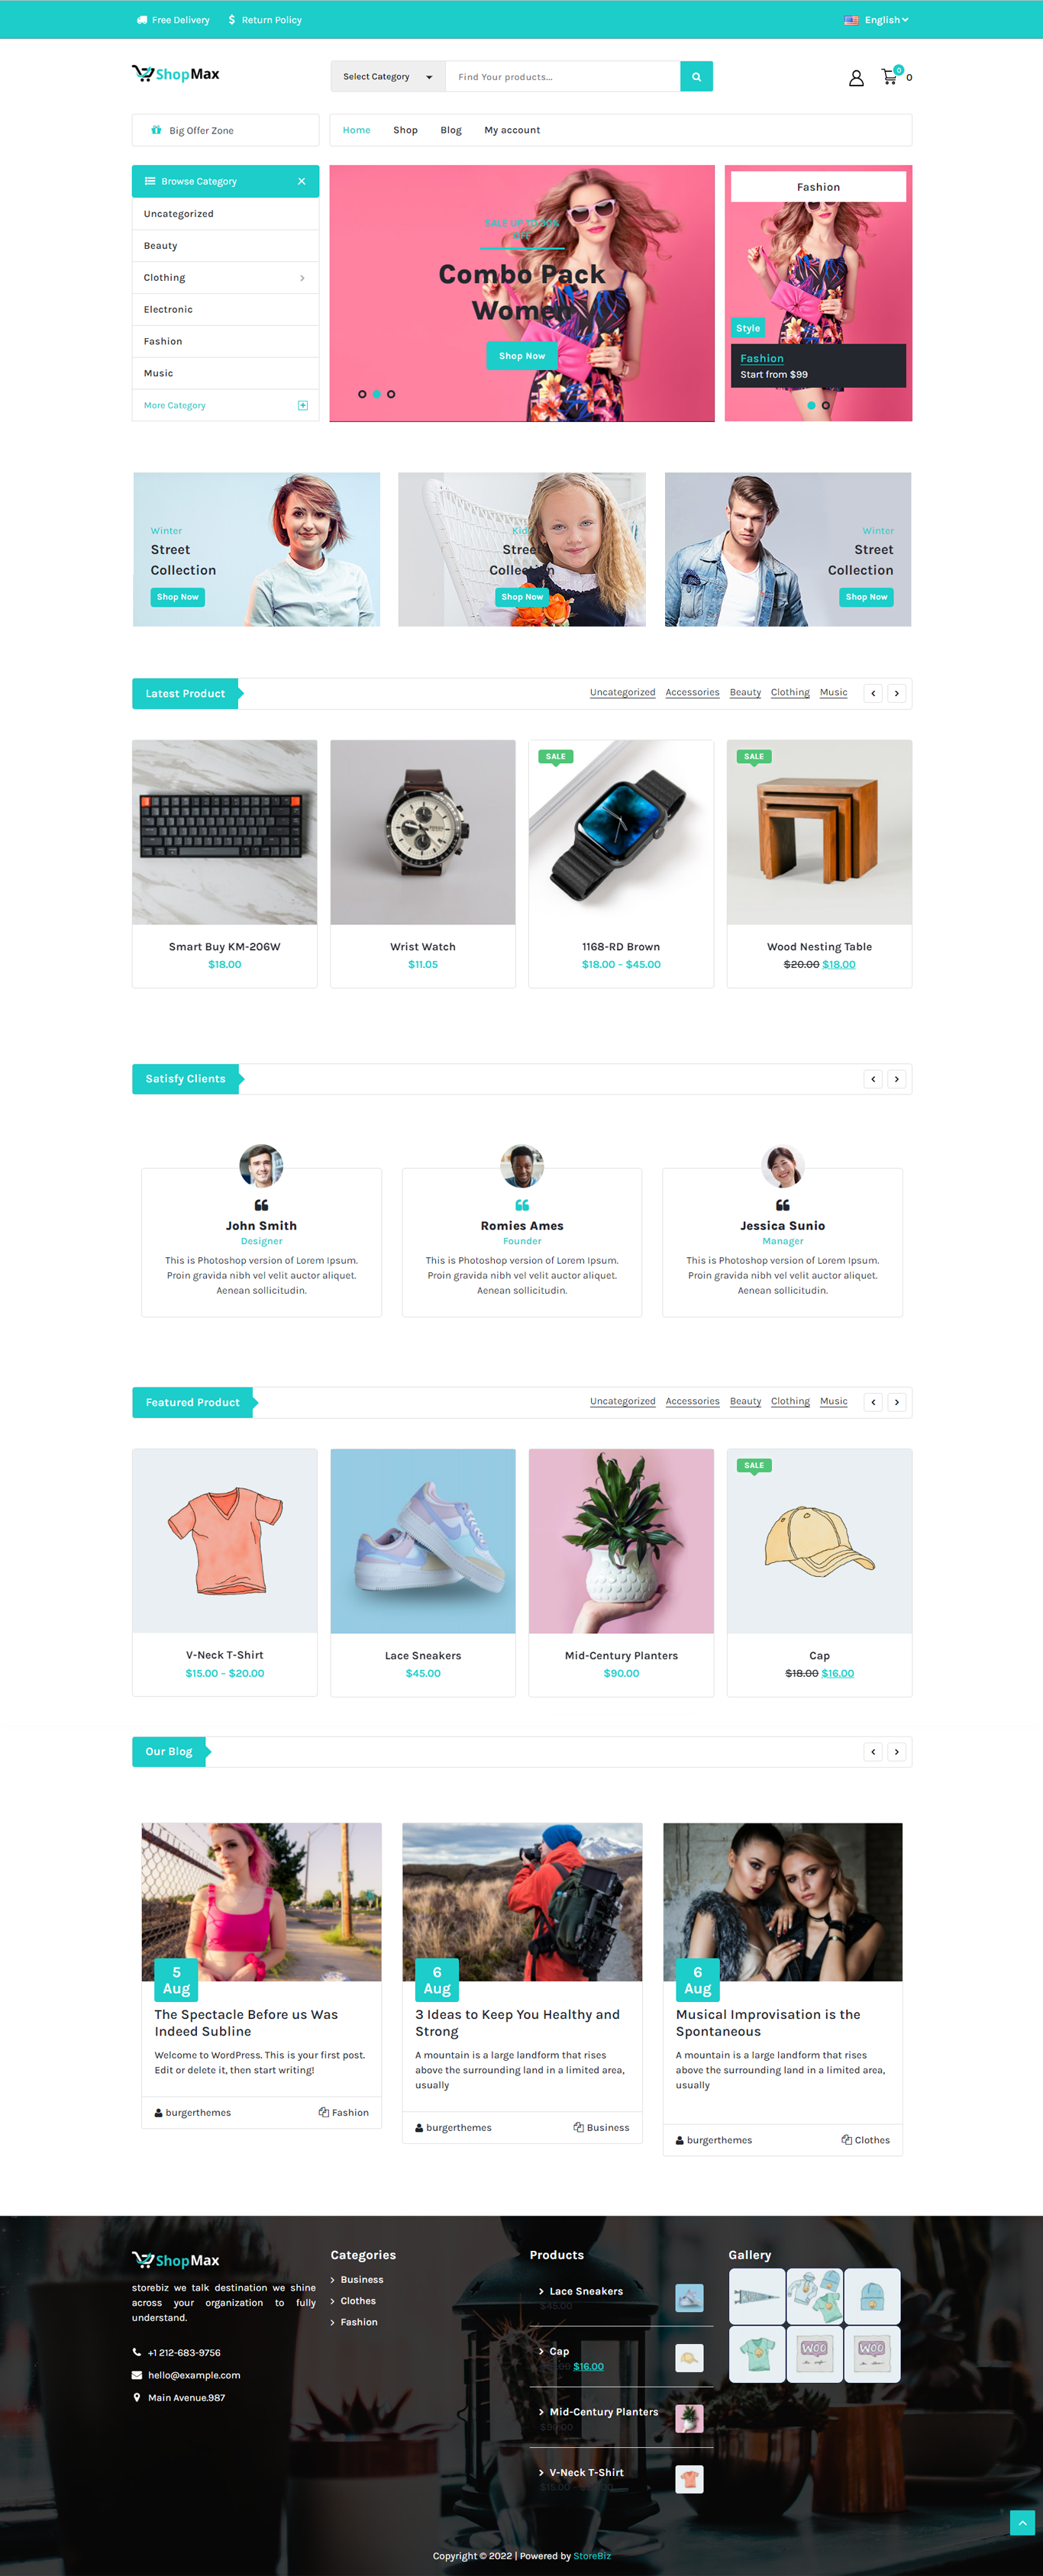 Free Delivery
Return Policy
English
ShopMax
Select Category
Find Your products...
0
0
Big Offer Zone
Home
Shop
Blog
My account
Browse Category
Uncategorized
Beauty
Clothing
Electronic
Fashion
Music
More Category
SALE UP TO
OFF
Combo Pack
Women
Shop Now
Fashion
Style
Fashion
Start from $99
Winter
Street
Collection
Shop Now
Kid
Street
Collection
Shop Now
Winter
Street
Collection
Shop Now
Latest Product
Uncategorized
Accessories
Beauty
Clothing
Music
SALE
SALE
Smart Buy KM-206W
$18.00
Wrist Watch
$11.05
1168-RD Brown
$18.00 – $45.00
Wood Nesting Table
$20.00 $18.00
Satisfy Clients
John Smith
Designer
This is Photoshop version of Lorem Ipsum.
Proin gravida nibh vel velit auctor aliquet.
Aenean sollicitudin.
Romies Ames
Founder
This is Photoshop version of Lorem Ipsum.
Proin gravida nibh vel velit auctor aliquet.
Aenean sollicitudin.
Jessica Sunio
Manager
This is Photoshop version of Lorem Ipsum.
Proin gravida nibh vel velit auctor aliquet.
Aenean sollicitudin.
Featured Product
Uncategorized
Accessories
Beauty
Clothing
Music
SALE
V-Neck T-Shirt
$15.00 – $20.00
Lace Sneakers
$45.00
Mid-Century Planters
$90.00
Cap
$18.00 $16.00
Our Blog
5
Aug
The Spectacle Before us Was
Indeed Subline
Welcome to WordPress. This is your first post.
Edit or delete it, then start writing!
burgerthemes
Fashion
6
Aug
3 Ideas to Keep You Healthy and
Strong
A mountain is a large landform that rises
above the surrounding land in a limited area,
usually
burgerthemes
Business
6
Aug
Musical Improvisation is the
Spontaneous
A mountain is a large landform that rises
above the surrounding land in a limited area,
usually
burgerthemes
Clothes
ShopMax
storebiz we talk destination we shine
across your organization to fully
understand.
+1 212-683-9756
hello@example.com
Main Avenue.987
Categories
Business
Clothes
Fashion
Products
Lace Sneakers
$45.00
Cap
$16.00
Mid-Century Planters
$90.00
V-Neck T-Shirt
$15.00
Gallery
WOO
WOO
Copyright © 2022 | Powered by StoreBiz